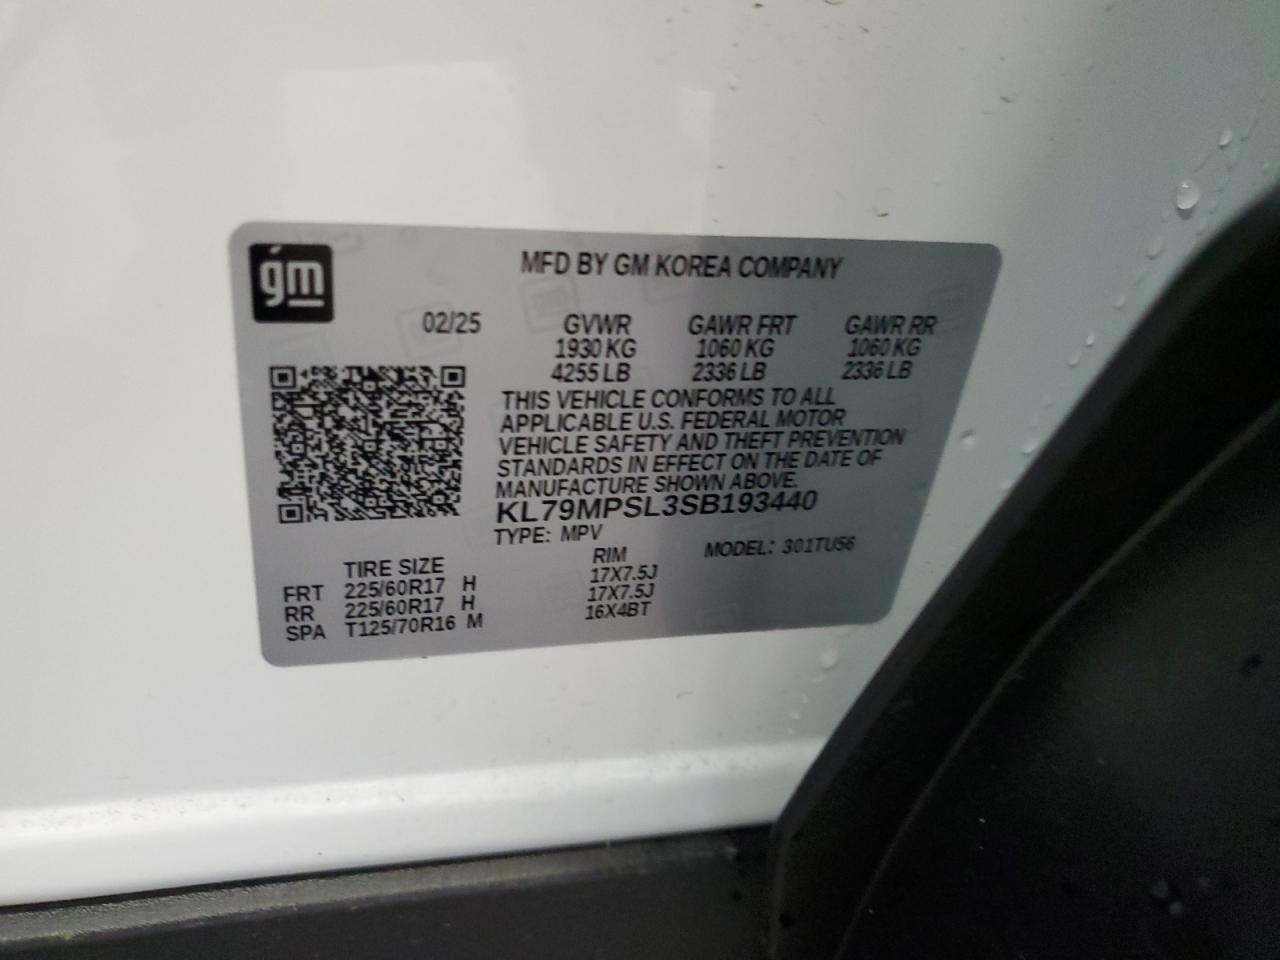 gm
MFD BY GM KOREA COMPANY
02/25 GVWR GAWR FRT GAWR RR
1930 KG 1060 KG 1060 KG
4255 LB 2336 LB 2336 LB
THIS VEHICLE CONFORMS TO ALL
APPLICABLE U.S. FEDERAL MOTOR
VEHICLE SAFETY AND THEFT PREVENTION
STANDARDS IN EFFECT ON THE DATE OF
MANUFACTURE SHOWN ABOVE.
KL79MPSL3SB193440
TYPE: MPV MODEL: 301TU56
TIRE SIZE RIM
FRT 225/60R17 H 17X7.5J
RR 225/60R17 H 17X7.5J
SPA T125/70R16 M 16X4BT